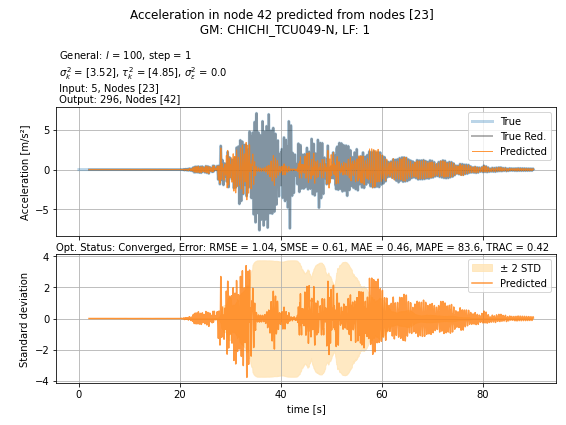 Acceleration in node 42 predicted from nodes [23]
GM: CHICHI_TCU049-N, LF: 1
General: l = 100, step = 1
σ²ₖ = [3.52], τ²ₖ = [4.85], σ²ε = 0.0
Input: 5, Nodes [23]
Output: 296, Nodes [42]
Acceleration [m/s²]
5
0
−5
True
True Red.
Predicted
Opt. Status: Converged, Error: RMSE = 1.04, SMSE = 0.61, MAE = 0.46, MAPE = 83.6, TRAC = 0.42
Standard deviation
4
2
0
−2
−4
± 2 STD
Predicted
0 20 40 60 80
time [s]